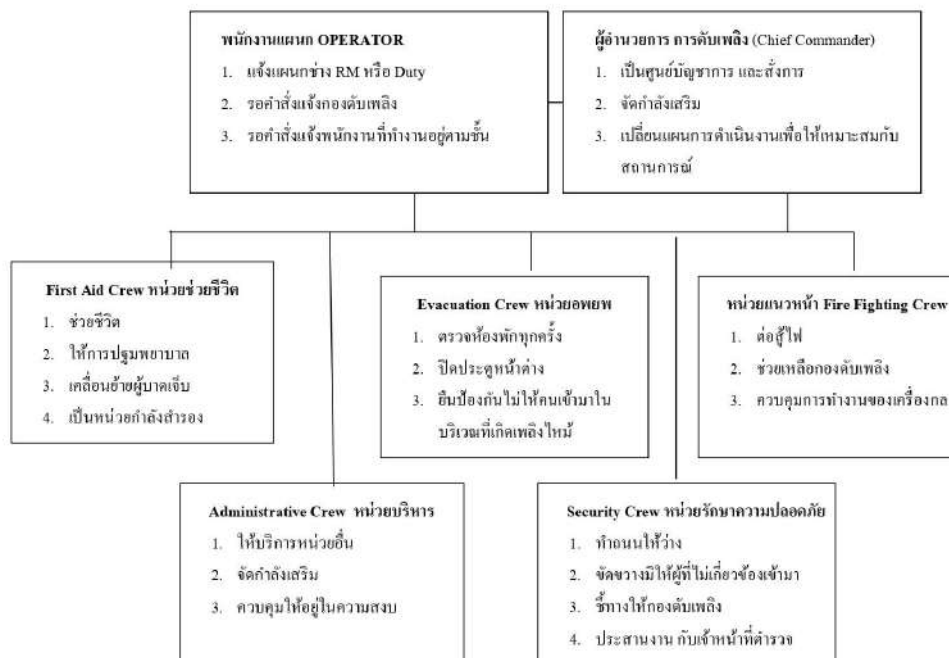 พนักงานแผนก OPERATOR
1. แจ้งแผนกช่าง RM หรือ Duty
2. รอคำสั่งแจ้งกองดับเพลิง
3. รอคำสั่งแจ้งพนักงานที่ทำงานอยู่ตามชั้น
ผู้อำนวยการ การดับเพลิง (Chief Commander)
1. เป็นศูนย์บัญชาการ และสั่งการ
2. จัดกำลังเสริม
3. เปลี่ยนแผนการดำเนินงานเพื่อให้เหมาะสมกับ
สถานการณ์
First Aid Crew หน่วยช่วยชีวิต
1. ช่วยชีวิต
2. ให้การปฐมพยาบาล
3. เคลื่อนย้ายผู้บาดเจ็บ
4. เป็นหน่วยกำลังสำรอง
Evacuation Crew หน่วยอพยพ
1. ตรวจห้องพักทุกครั้ง
2. ปิดประตูหน้าต่าง
3. ยืนป้องกันไม่ให้คนเข้ามาใน
บริเวณที่เกิดเพลิงไหม้
หน่วยแนวหน้า Fire Fighting Crew
1. ต่อสู้ไฟ
2. ช่วยเหลือกองดับเพลิง
3. ควบคุมการทำงานของเครื่องกล
Administrative Crew หน่วยบริหาร
1. ให้บริการหน่วยอื่น
2. จัดกำลังเสริม
3. ควบคุมให้อยู่ในความสงบ
Security Crew หน่วยรักษาความปลอดภัย
1. ทำถนนให้ว่าง
2. ขัดขวางมิให้ผู้ที่ไม่เกี่ยวข้องเข้ามา
3. ชี้ทางให้กองดับเพลิง
4. ประสานงาน กับเจ้าหน้าที่ตำรวจ